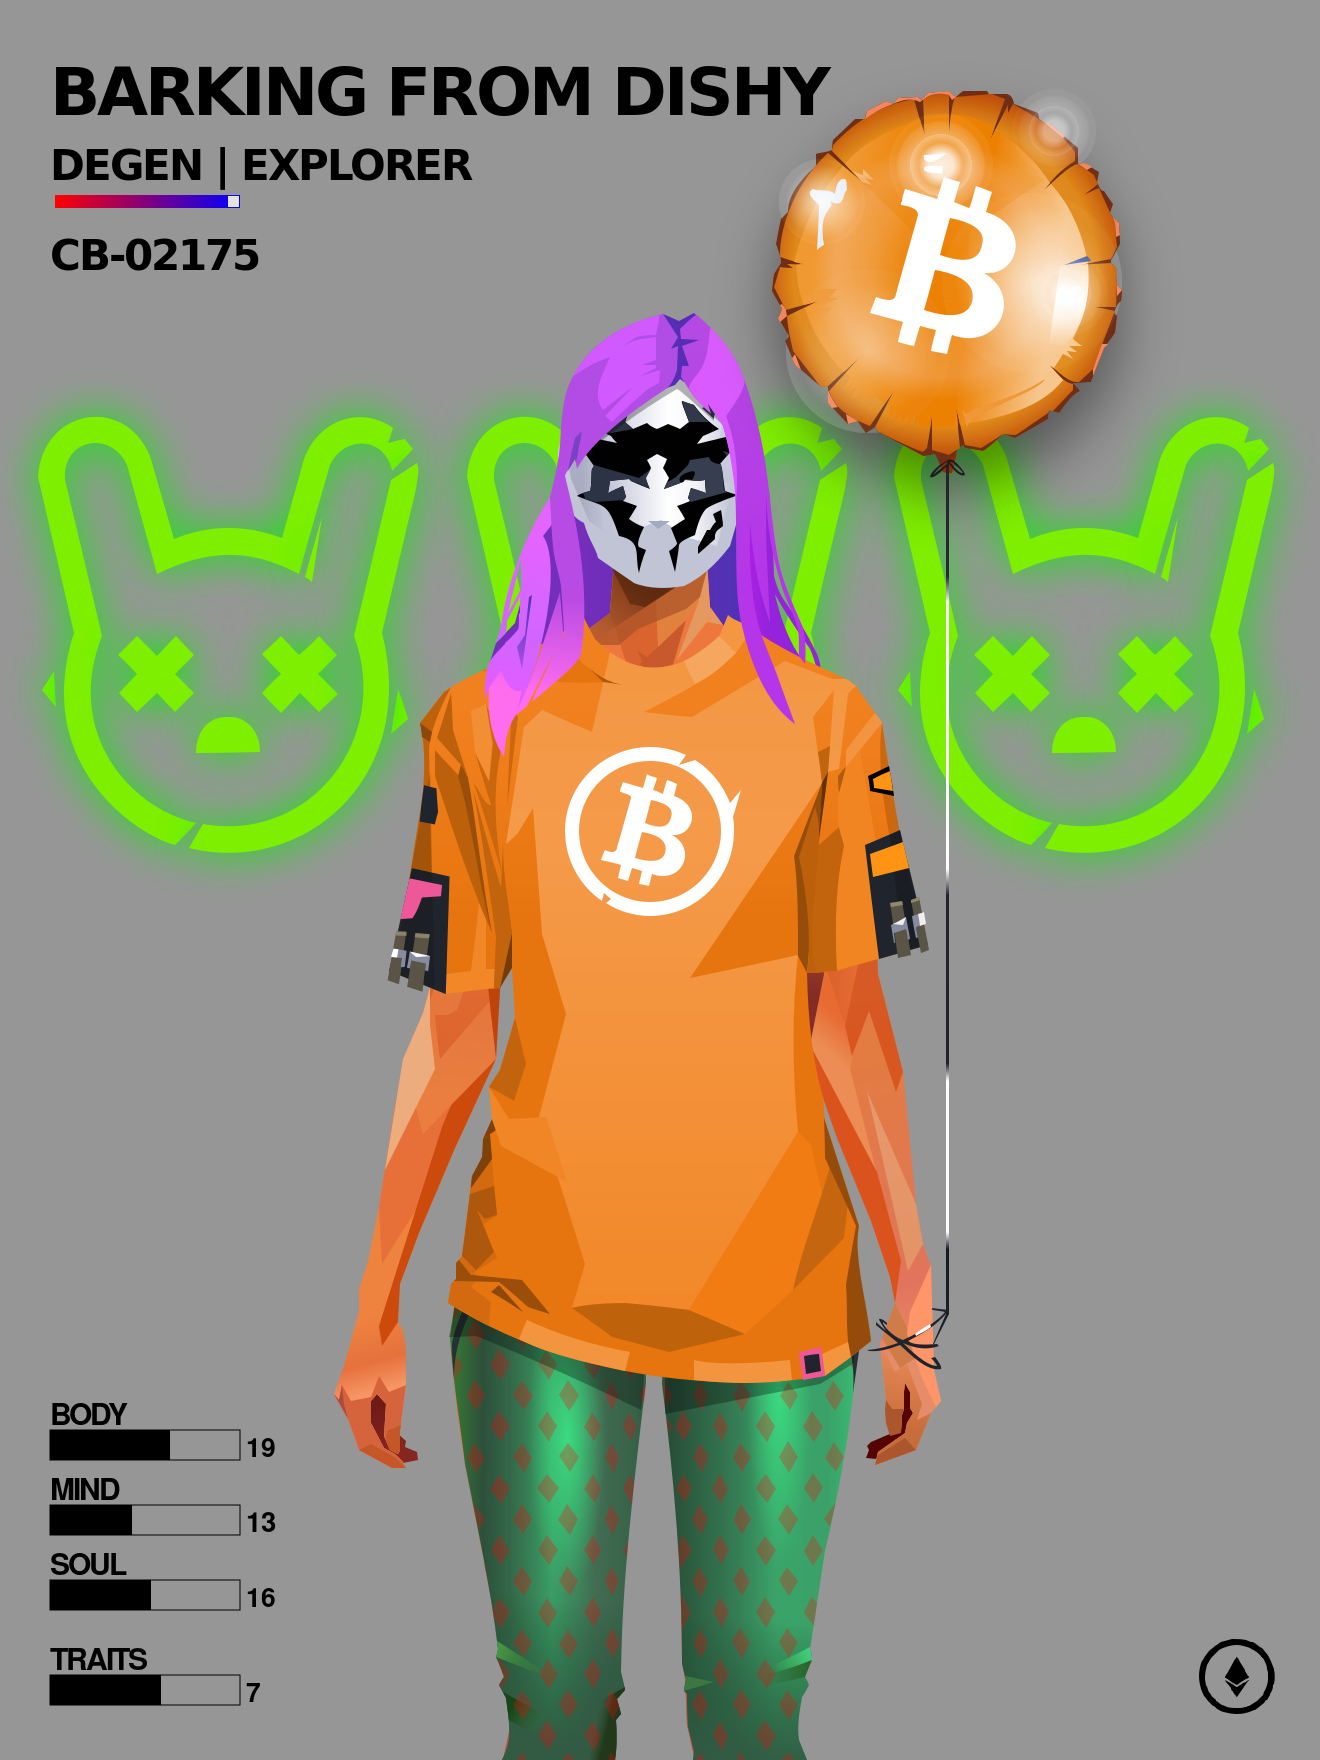 BARKING FROM DISHY
DEGEN | EXPLORER
CB-02175
BODY
19
MIND
13
SOUL
16
TRAITS
7